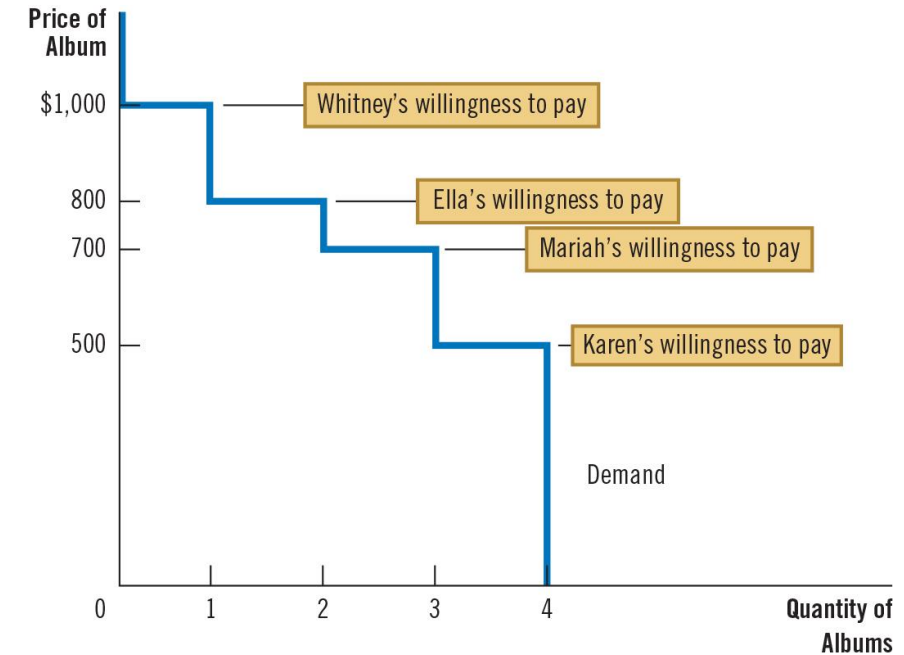 Price of
Album
$1,000
Whitney’s willingness to pay
800
Ella’s willingness to pay
700
Mariah’s willingness to pay
500
Karen’s willingness to pay
Demand
0
1
2
3
4
Quantity of
Albums